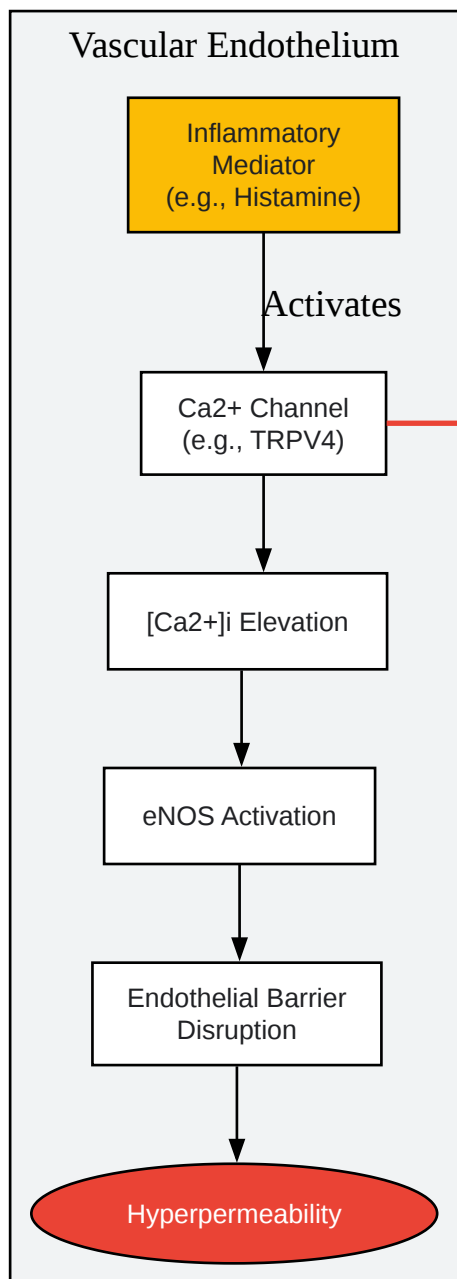 Vascular Endothelium
Inflammatory
Mediator
(e.g., Histamine)
Activates
Ca2+ Channel
(e.g., TRPV4)
[Ca2+]i Elevation
eNOS Activation
Endothelial Barrier
Disruption
Hyperpermeability